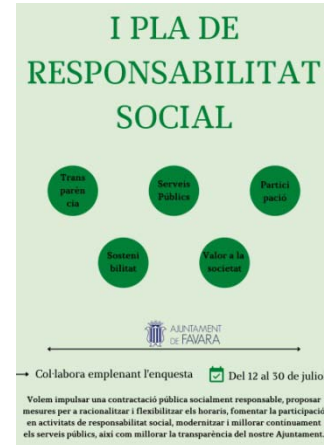 I PLA DE
RESPONSABILITAT
SOCIAL
Trans
parèn
cia
Serveis
Públics
Partici
pació
Sosteni
bilitat
Valor a la
societat
AJUNTAMENT
DE FAVARA
→ Col·labora emplenant l'enquesta
Del 12 al 30 de julio
Volem impulsar una contractació pública socialment responsable, proposar
mesures per a racionalitzar i flexibilitzar els horaris, fomentar la participació
en activitats de responsabilitat social, modernitzar i millorar continuament
els serveis públics, així com millorar la transparència del nostre Ajuntament